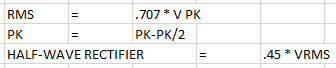 RMS = .707 * V PK
PK = PK-PK/2
HALF-WAVE RECTIFIER = .45 * VRMS